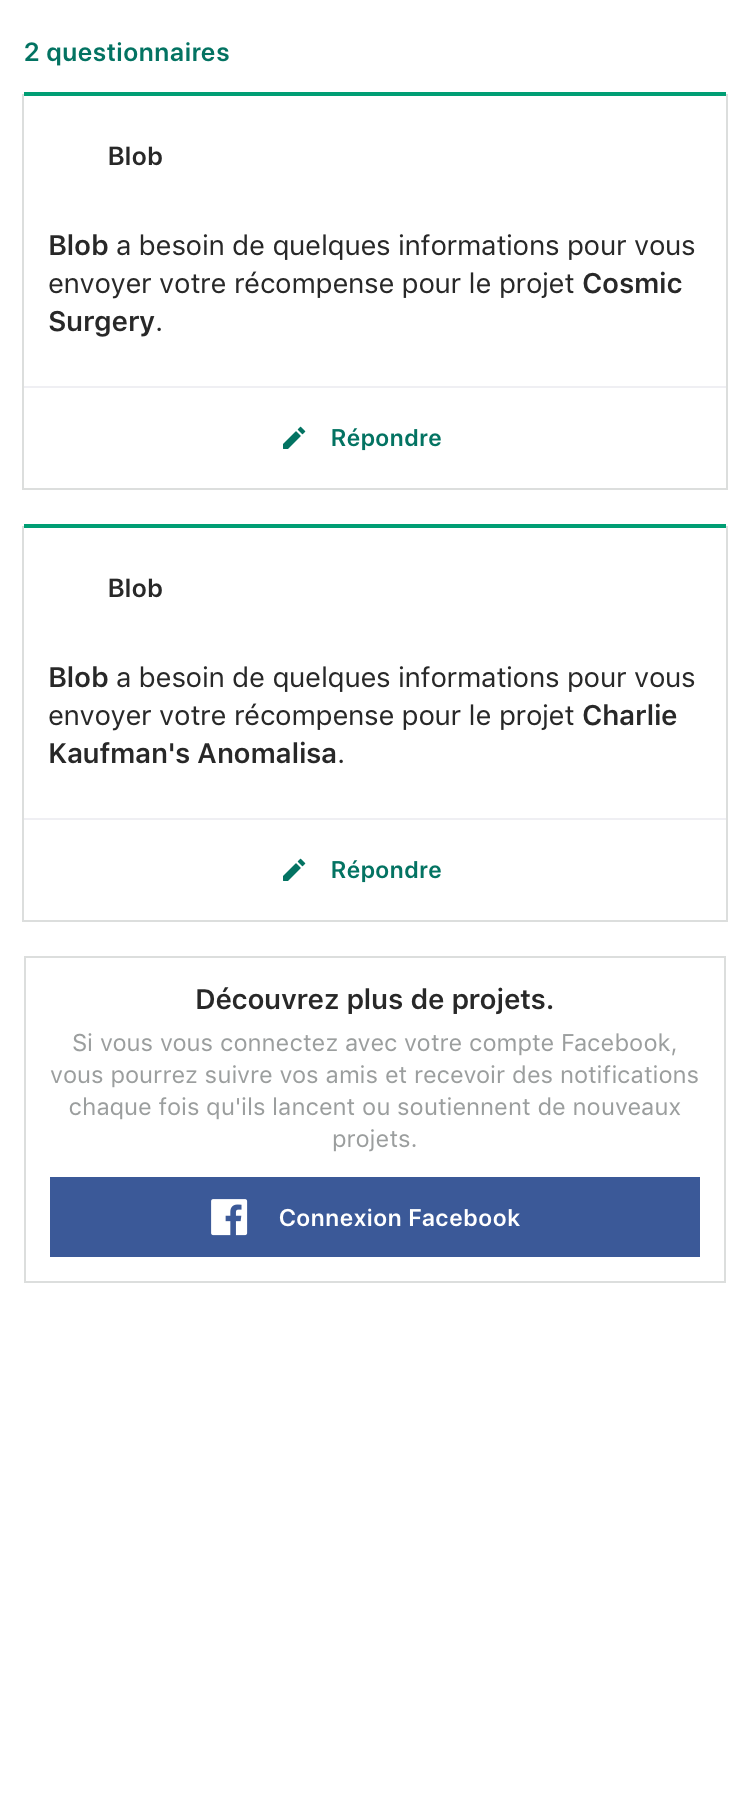 2 questionnaires
Blob
Blob a besoin de quelques informations pour vous
envoyer votre récompense pour le projet Cosmic
Surgery.
Répondre
Blob
Blob a besoin de quelques informations pour vous
envoyer votre récompense pour le projet Charlie
Kaufman's Anomalisa.
Répondre
Découvrez plus de projets.
Si vous vous connectez avec votre compte Facebook,
vous pourrez suivre vos amis et recevoir des notifications
chaque fois qu'ils lancent ou soutiennent de nouveaux
projets.
Connexion Facebook